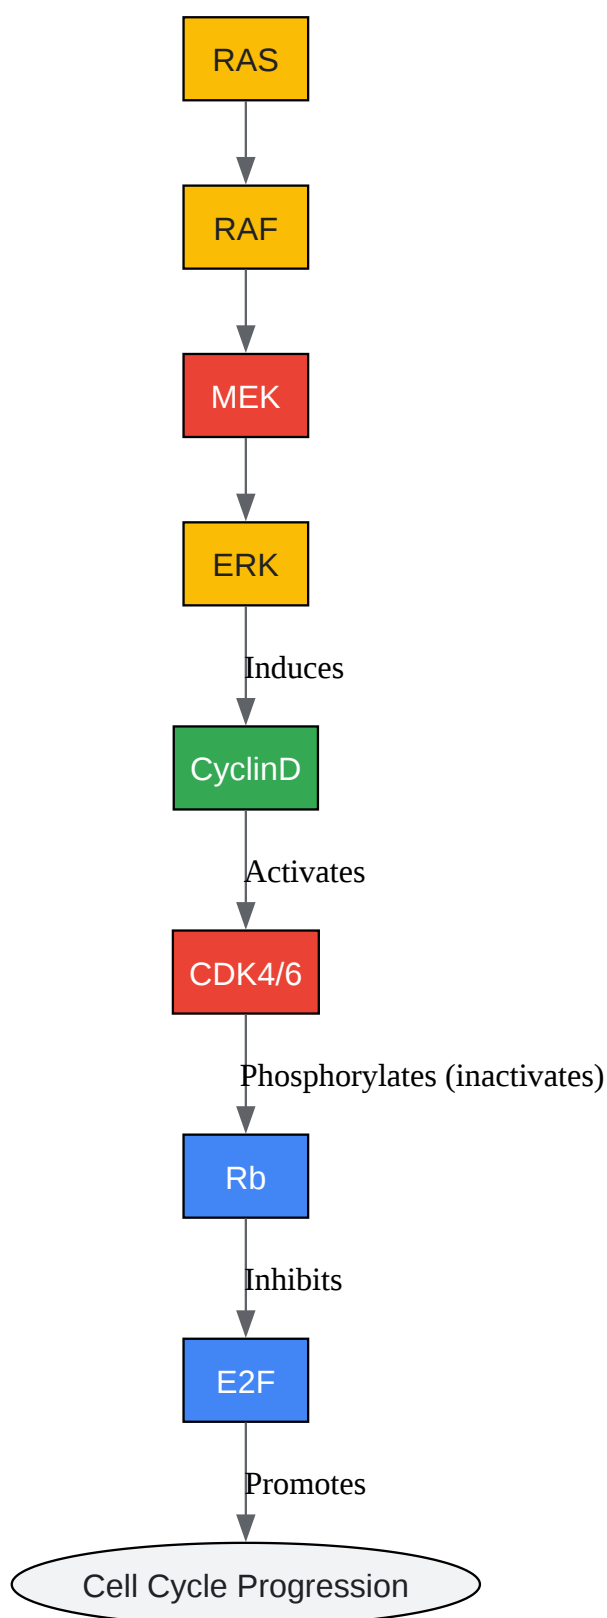 RAS
RAF
MEK
ERK
Induces
CyclinD
Activates
CDK4/6
Phosphorylates (inactivates)
Rb
Inhibits
E2F
Promotes
Cell Cycle Progression